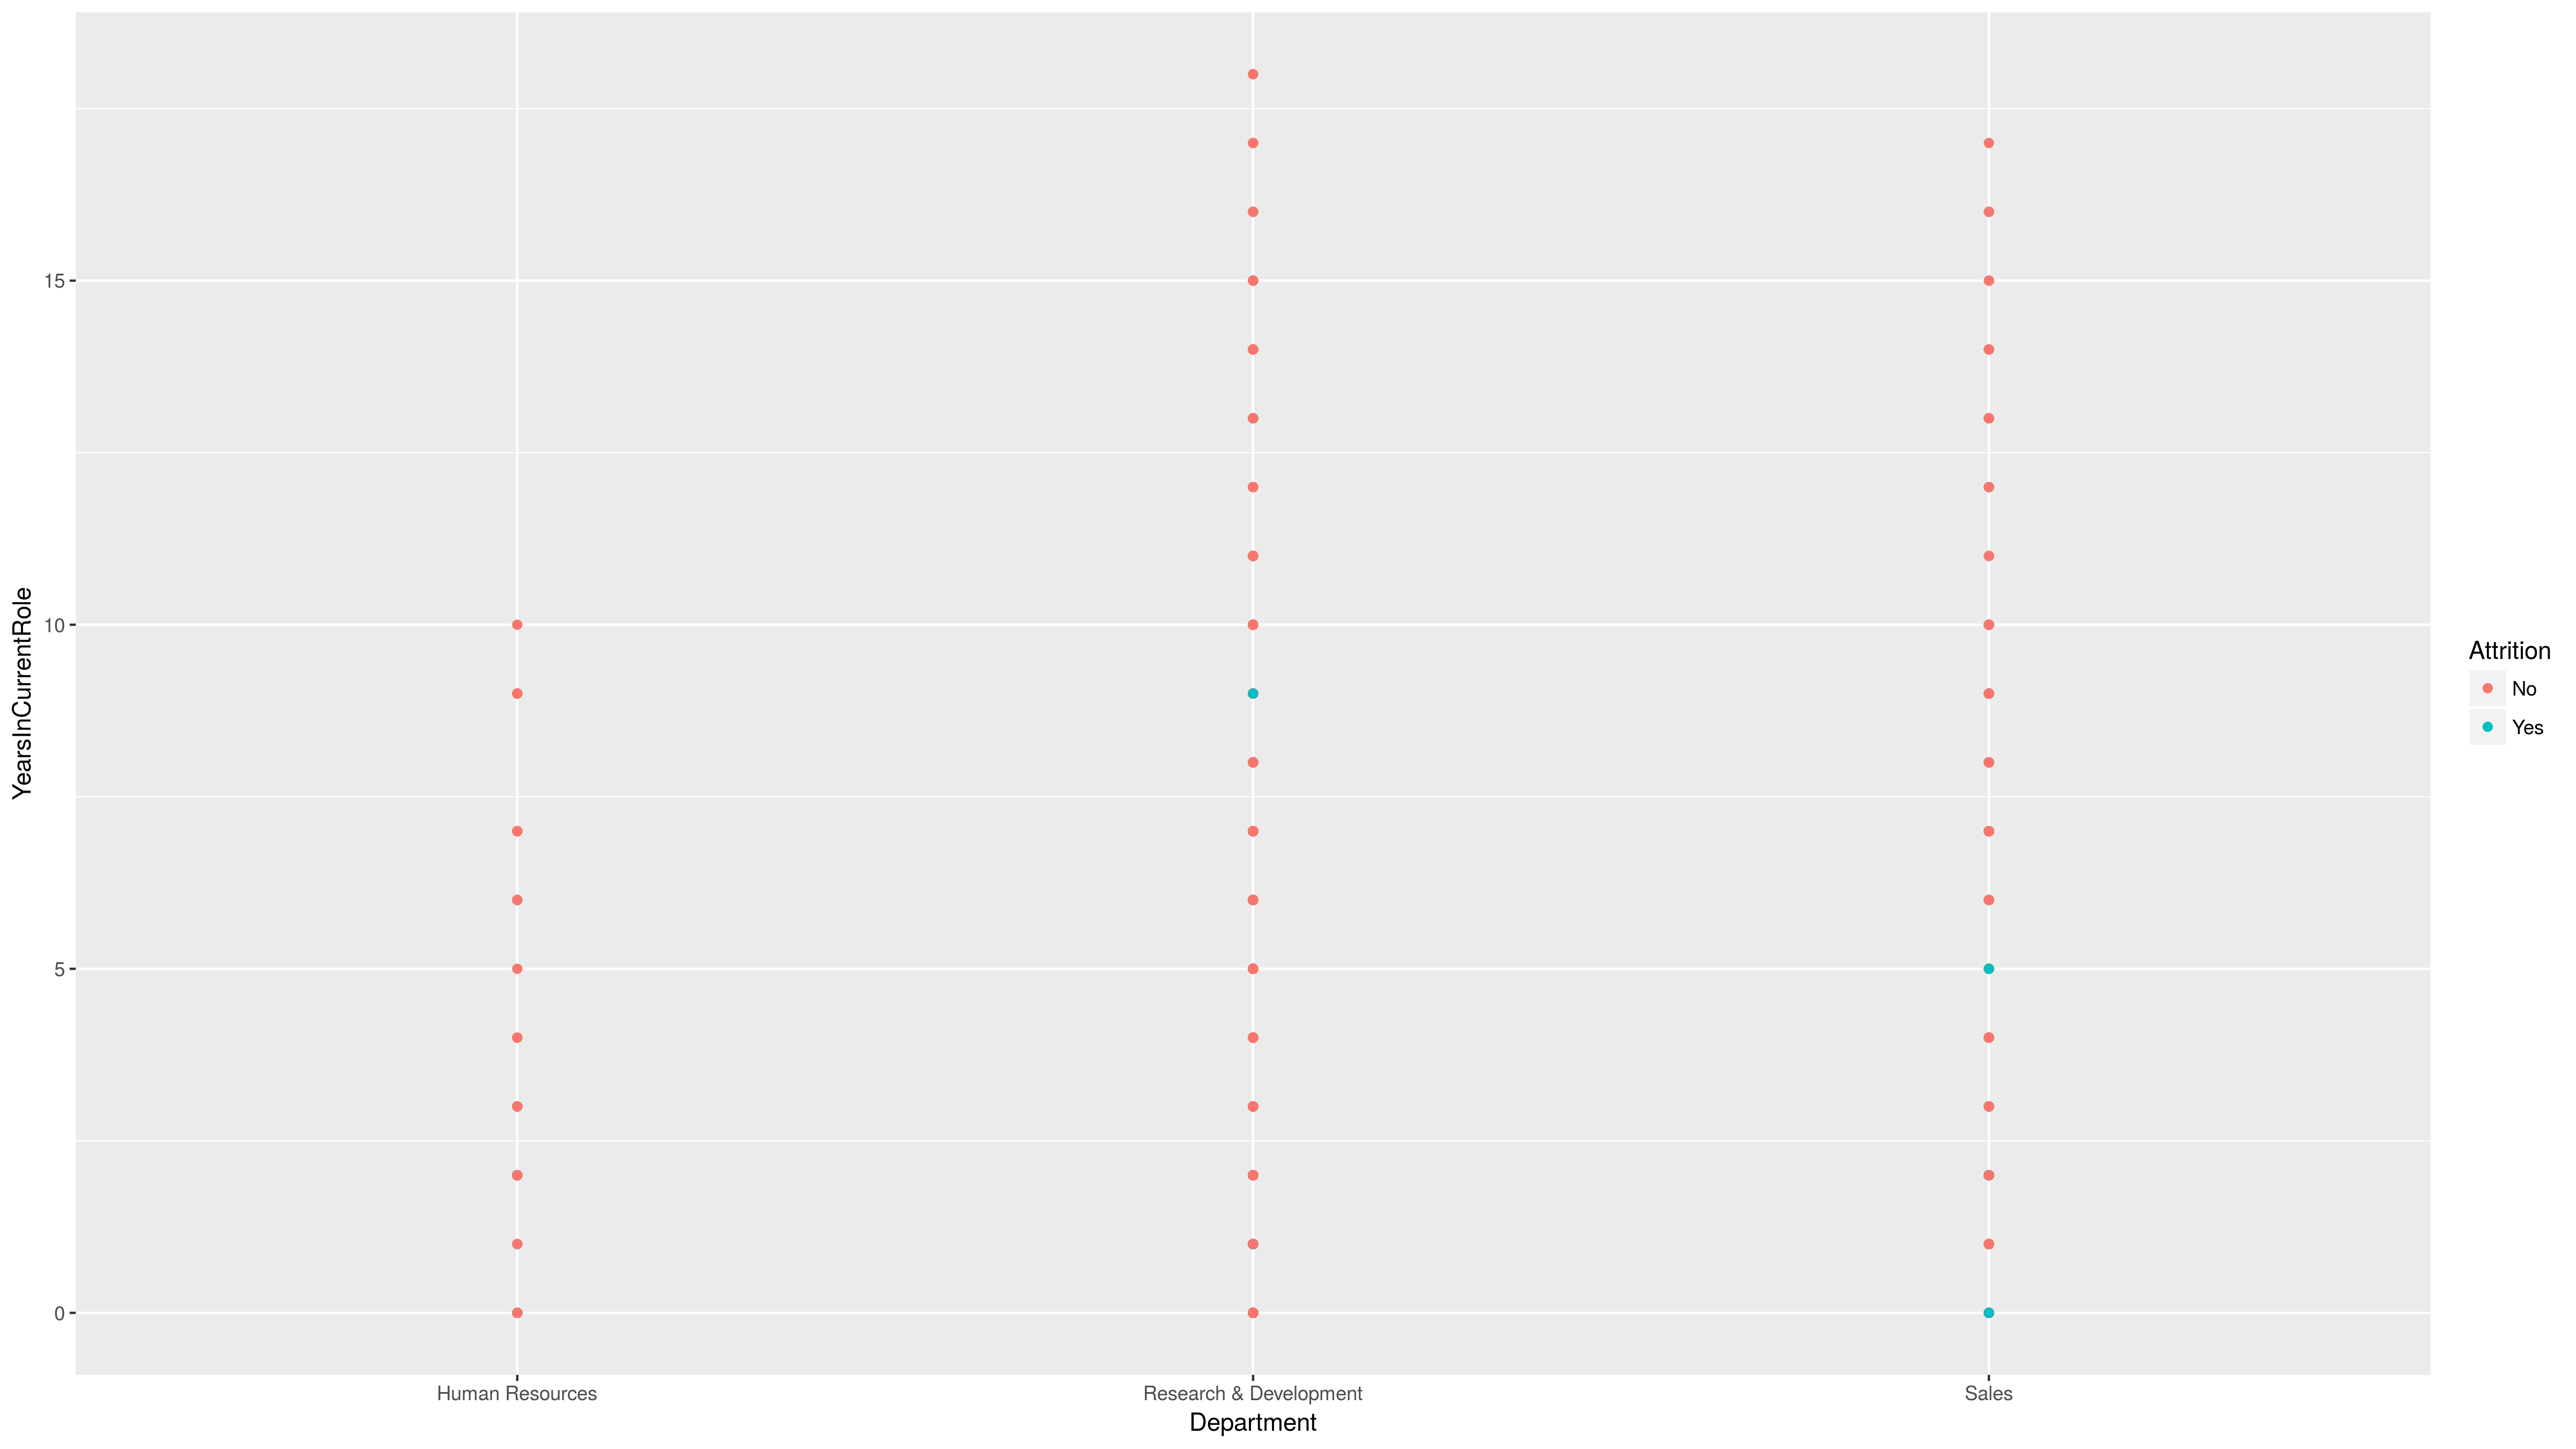 YearsInCurrentRole
15
10
5
0
Human Resources
Research & Development
Sales
Department
Attrition
No
Yes